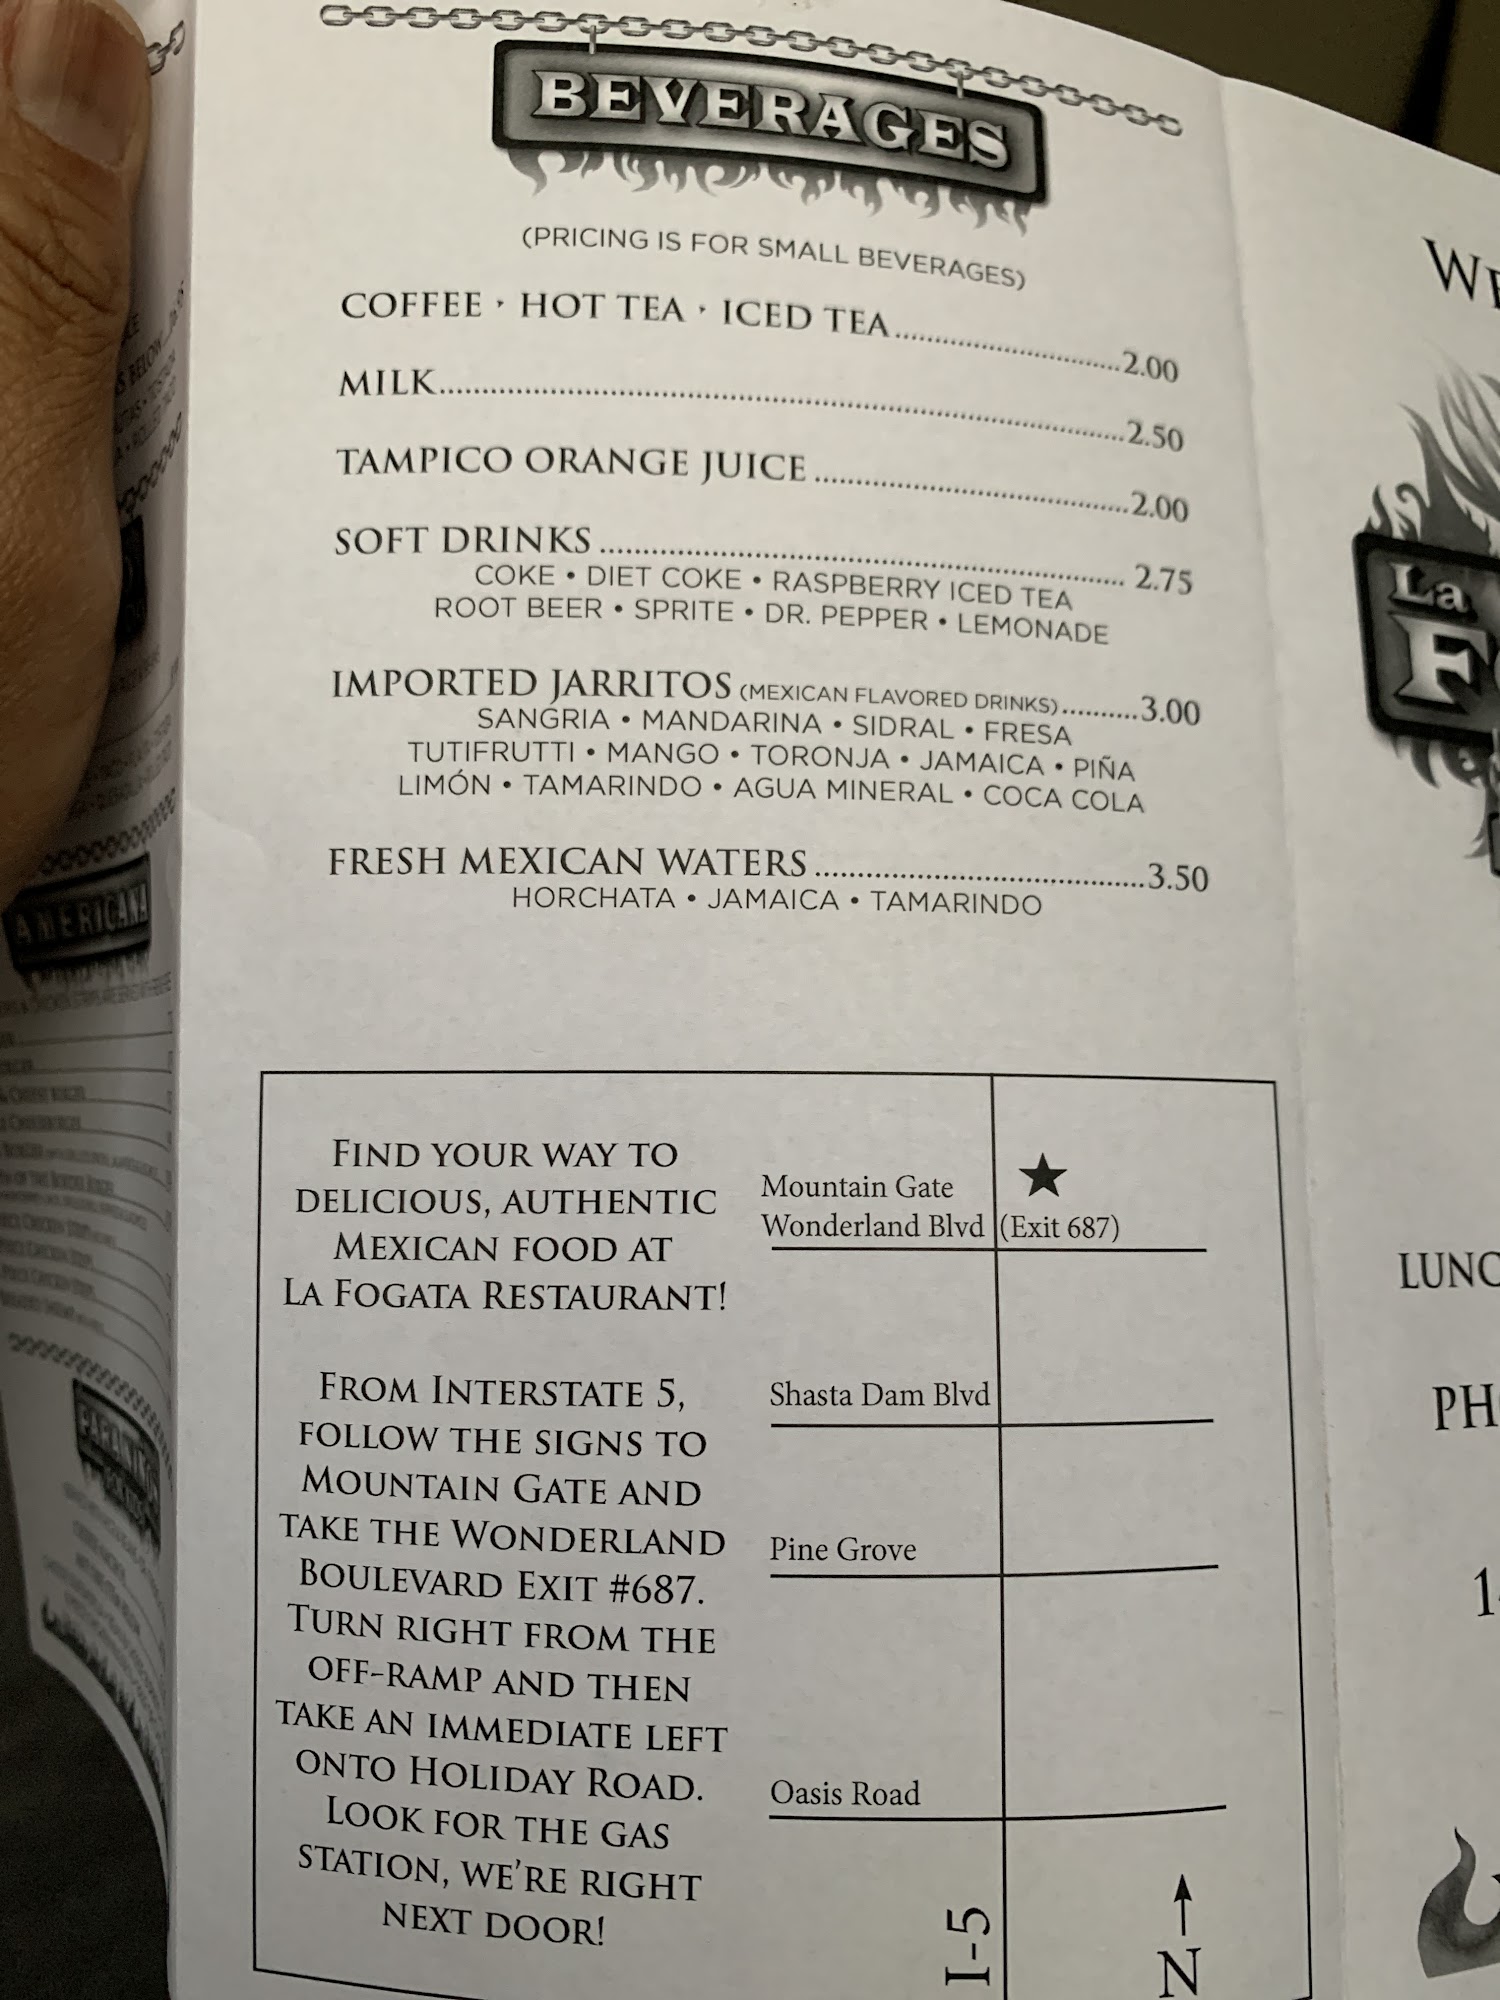 BEVERAGES
(PRICING IS FOR SMALL BEVERAGES)
COFFEE • HOT TEA • ICED TEA..............................2.00
MILK..............................2.50
TAMPICO ORANGE JUICE..............................2.00
SOFT DRINKS.............................. 2.75
COKE • DIET COKE • RASPBERRY ICED TEA
ROOT BEER • SPRITE • DR. PEPPER • LEMONADE
IMPORTED JARRITOS (MEXICAN FLAVORED DRINKS)..........3.00
SANGRIA • MANDARINA • SIDRAL • FRESA
TUTIFRUTTI • MANGO • TORONJA • JAMAICA • PIÑA
LIMÓN • TAMARINDO • AGUA MINERAL • COCA COLA
FRESH MEXICAN WATERS..............................3.50
HORCHATA • JAMAICA • TAMARINDO
FIND YOUR WAY TO
DELICIOUS, AUTHENTIC
MEXICAN FOOD AT
LA FOGATA RESTAURANT!
FROM INTERSTATE 5,
FOLLOW THE SIGNS TO
MOUNTAIN GATE AND
TAKE THE WONDERLAND
BOULEVARD EXIT #687.
TURN RIGHT FROM THE
OFF-RAMP AND THEN
TAKE AN IMMEDIATE LEFT
ONTO HOLIDAY ROAD.
LOOK FOR THE GAS
STATION, WE'RE RIGHT
NEXT DOOR!
Mountain Gate
Wonderland Blvd (Exit 687)
Shasta Dam Blvd
Pine Grove
Oasis Road
I-5
N
La
AMERICANA